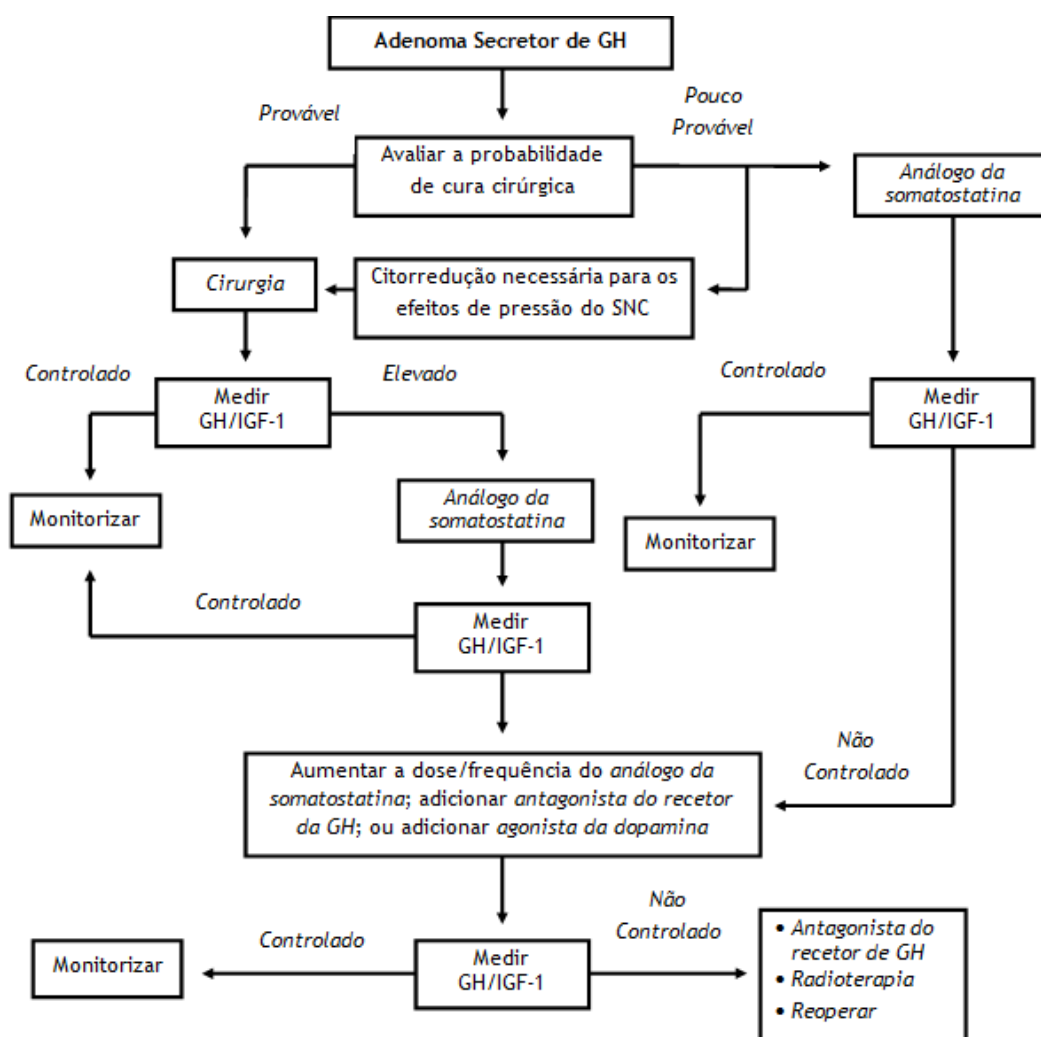 Adenoma Secretor de GH
Provável
Pouco
Provável
Avaliar a probabilidade
de cura cirúrgica
Análogo da
somatostatina
Cirurgia
Citorredução necessária para os
efeitos de pressão do SNC
Controlado
Elevado
Controlado
Medir
GH/IGF-1
Medir
GH/IGF-1
Monitorizar
Análogo da
somatostatina
Monitorizar
Controlado
Medir
GH/IGF-1
Não
Controlado
Aumentar a dose/frequência do análogo da
somatostatina; adicionar antagonista do recetor
da GH; ou adicionar agonista da dopamina
Não
Controlado
Controlado
Monitorizar
Medir
GH/IGF-1
• Antagonista do
recetor de GH
• Radioterapia
• Reoperar